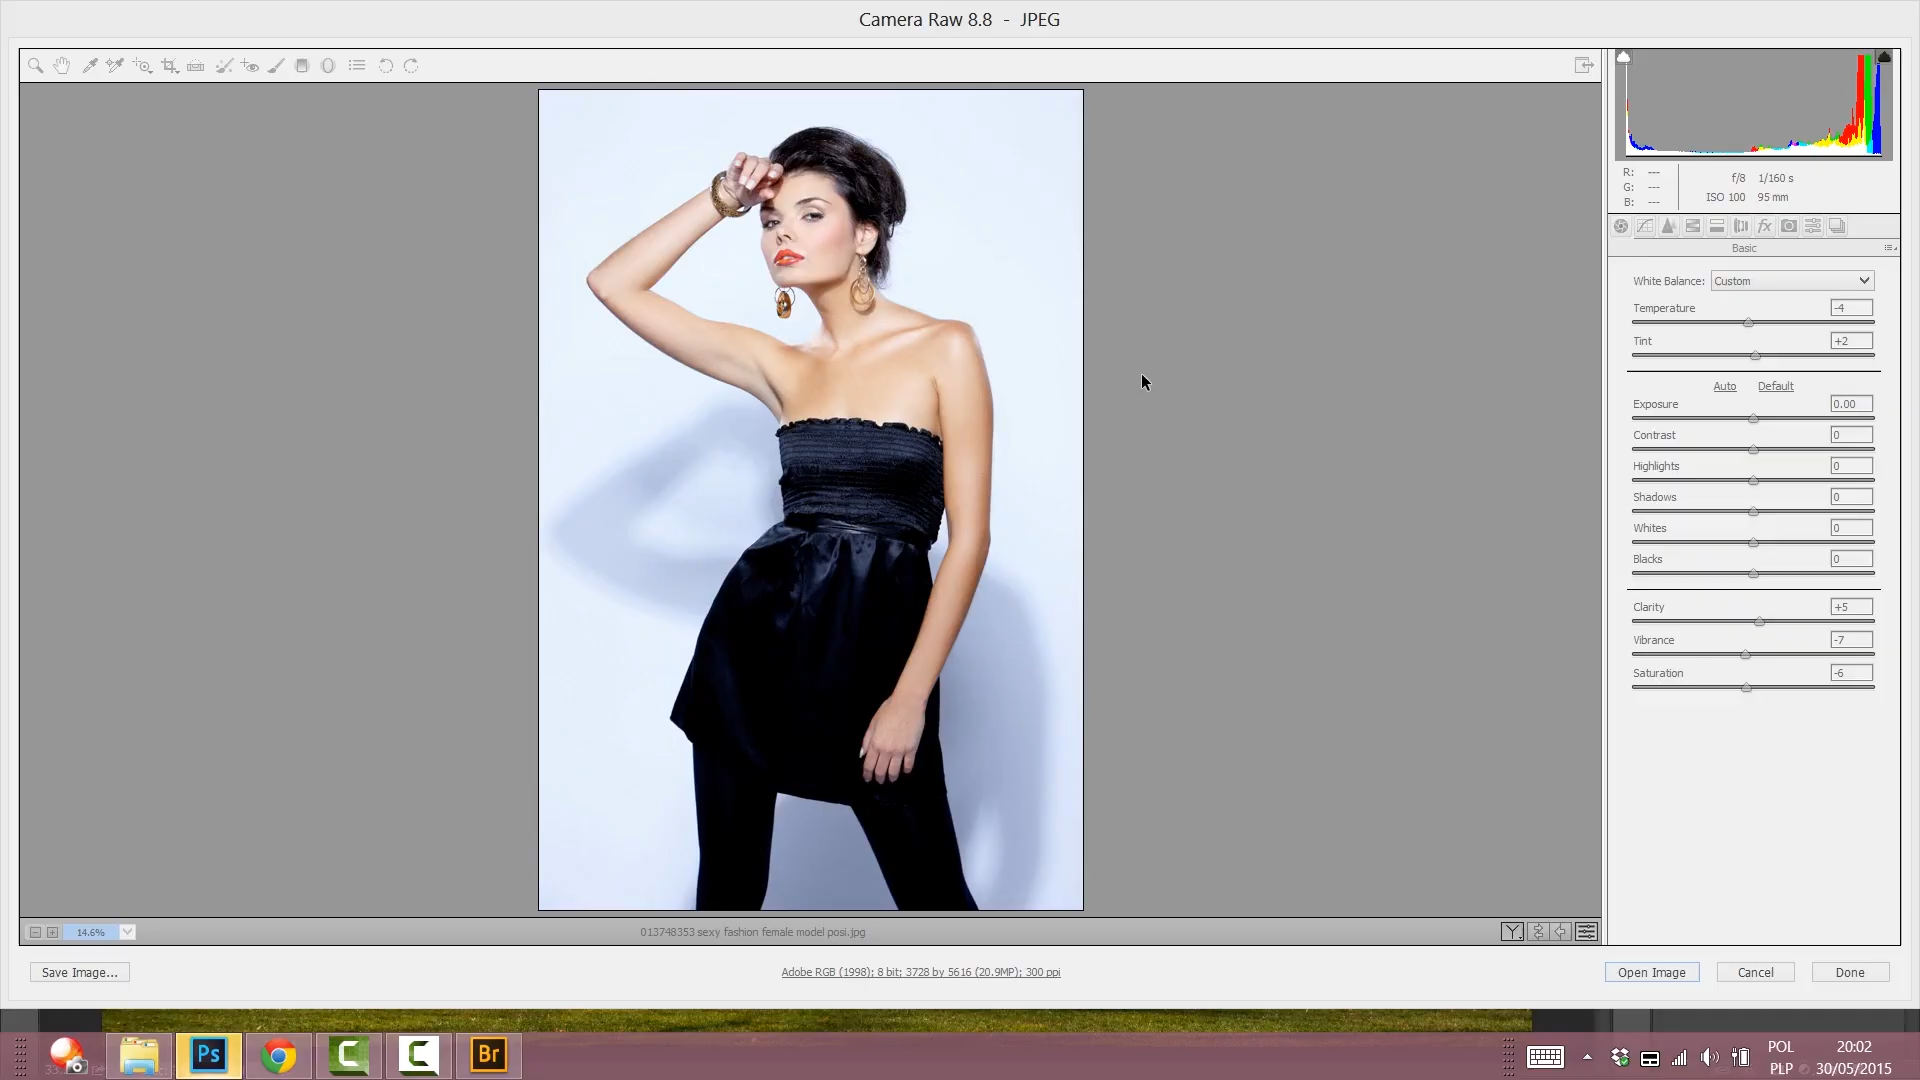 Camera Raw 8.8 - JPEG
R: ---
G: ---
B: ---
f/8 1/160 s
ISO 100 95 mm
fx
Basic
White Balance: Custom
Temperature -4
Tint +2
Auto Default
Exposure 0.00
Contrast 0
Highlights 0
Shadows 0
Whites 0
Blacks 0
Clarity +5
Vibrance -7
Saturation -6
14.6%
013748353 sexy fashion female model posi.jpg
Y
Save Image...
Adobe RGB (1998); 8 bit; 3728 by 5616 (20.9MP); 300 ppi
Open Image
Cancel
Done
Ps
C
C
Br
POL
PLP
20:02
30/05/2015